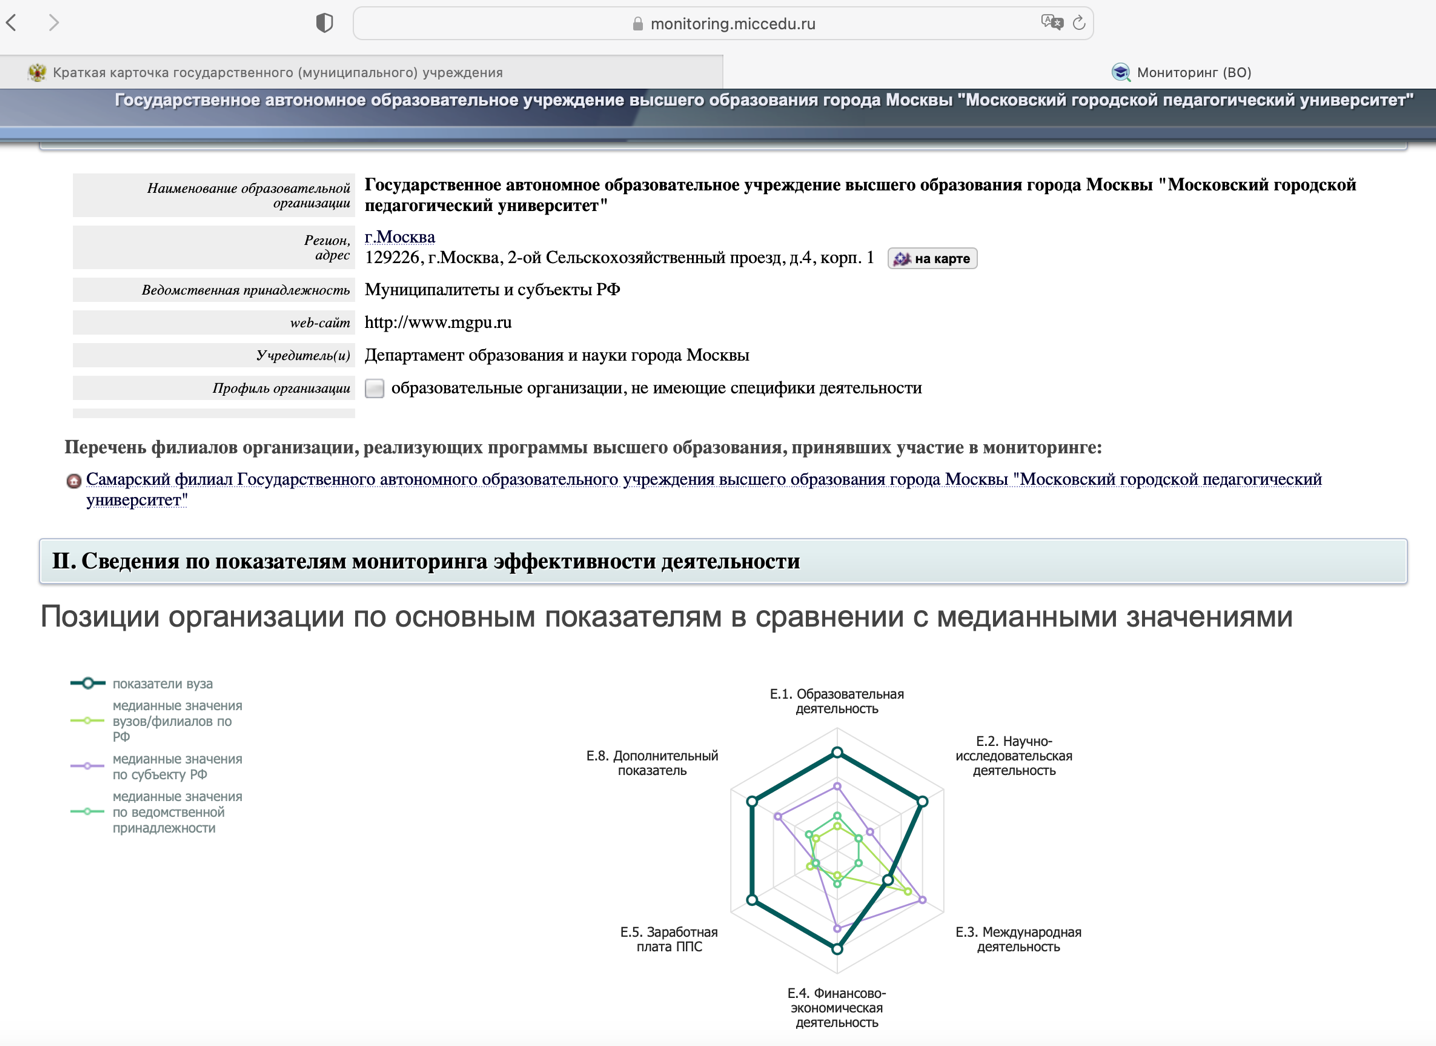 monitoring.miccedu.ru
Краткая карточка государственного (муниципального) учреждения
Мониторинг (ВО)
Государственное автономное образовательное учреждение высшего образования города Москвы "Московский городской педагогический университет"
Наименование образовательной
организации
Государственное автономное образовательное учреждение высшего образования города Москвы "Московский городской
педагогический университет"
Регион,
адрес
г.Москва
129226, г.Москва, 2-ой Сельскохозяйственный проезд, д.4, корп. 1
на карте
Ведомственная принадлежность
Муниципалитеты и субъекты РФ
web-сайт
http://www.mgpu.ru
Учредитель(и)
Департамент образования и науки города Москвы
Профиль организации
образовательные организации, не имеющие специфики деятельности
Перечень филиалов организации, реализующих программы высшего образования, принявших участие в мониторинге:
Самарский филиал Государственного автономного образовательного учреждения высшего образования города Москвы "Московский городской педагогический
университет"
II. Сведения по показателям мониторинга эффективности деятельности
Позиции организации по основным показателям в сравнении с медианными значениями
показатели вуза
медианные значения
вузов/филиалов по
РФ
медианные значения
по субъекту РФ
медианные значения
по ведомственной
принадлежности
Е.1. Образовательная
деятельность
Е.2. Научно-
исследовательская
деятельность
Е.8. Дополнительный
показатель
Е.5. Заработная
плата ППС
Е.3. Международная
деятельность
Е.4. Финансово-
экономическая
деятельность